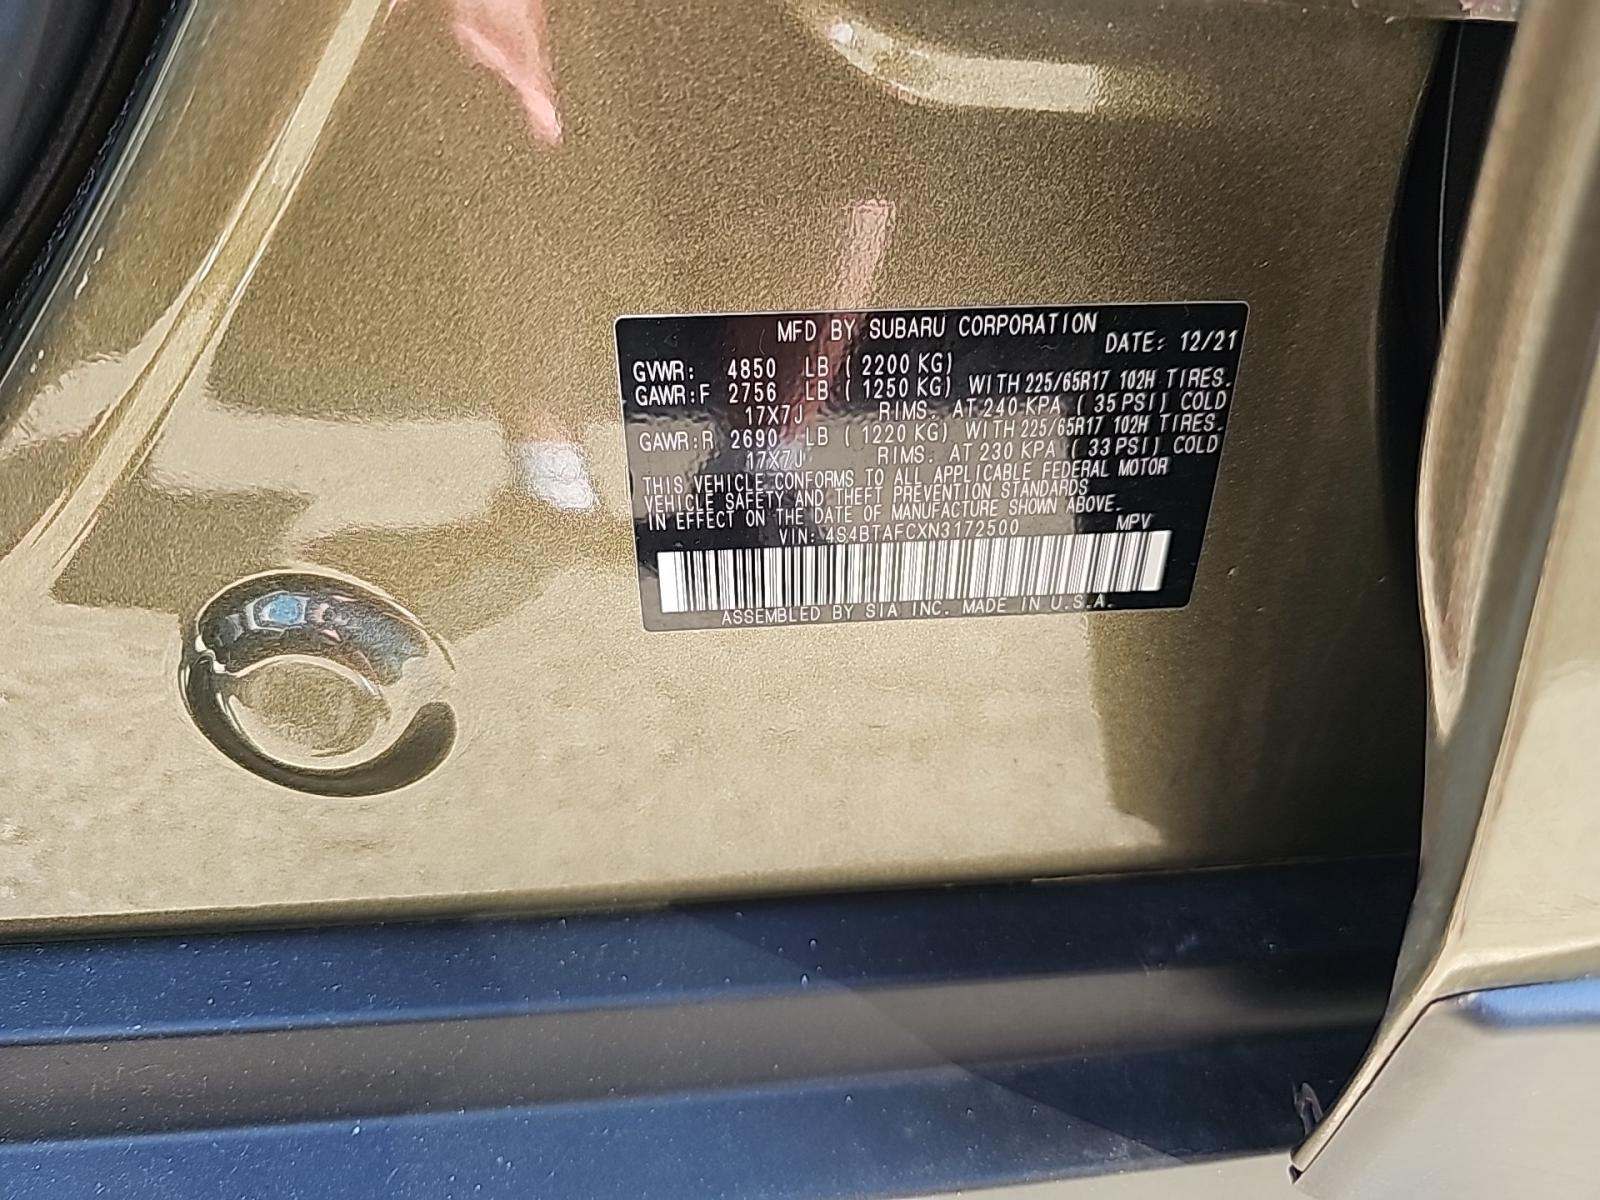 MFD BY SUBARU CORPORATION
DATE: 12/21
GVWR: 4850 LB ( 2200 KG)
GAWR:F 2756 LB ( 1250 KG) WITH 225/65R17 102H TIRES.
17X7J RIMS. AT 240 KPA ( 35 PSI) COLD
GAWR:R 2690 LB ( 1220 KG) WITH 225/65R17 102H TIRES.
17X7J RIMS. AT 230 KPA ( 33 PSI) COLD
THIS VEHICLE CONFORMS TO ALL APPLICABLE FEDERAL MOTOR
VEHICLE SAFETY AND THEFT PREVENTION STANDARDS
IN EFFECT ON THE DATE OF MANUFACTURE SHOWN ABOVE.
VIN: 4S4BTAFCXN3172500 MPV
ASSEMBLED BY SIA INC. MADE IN U.S.A.